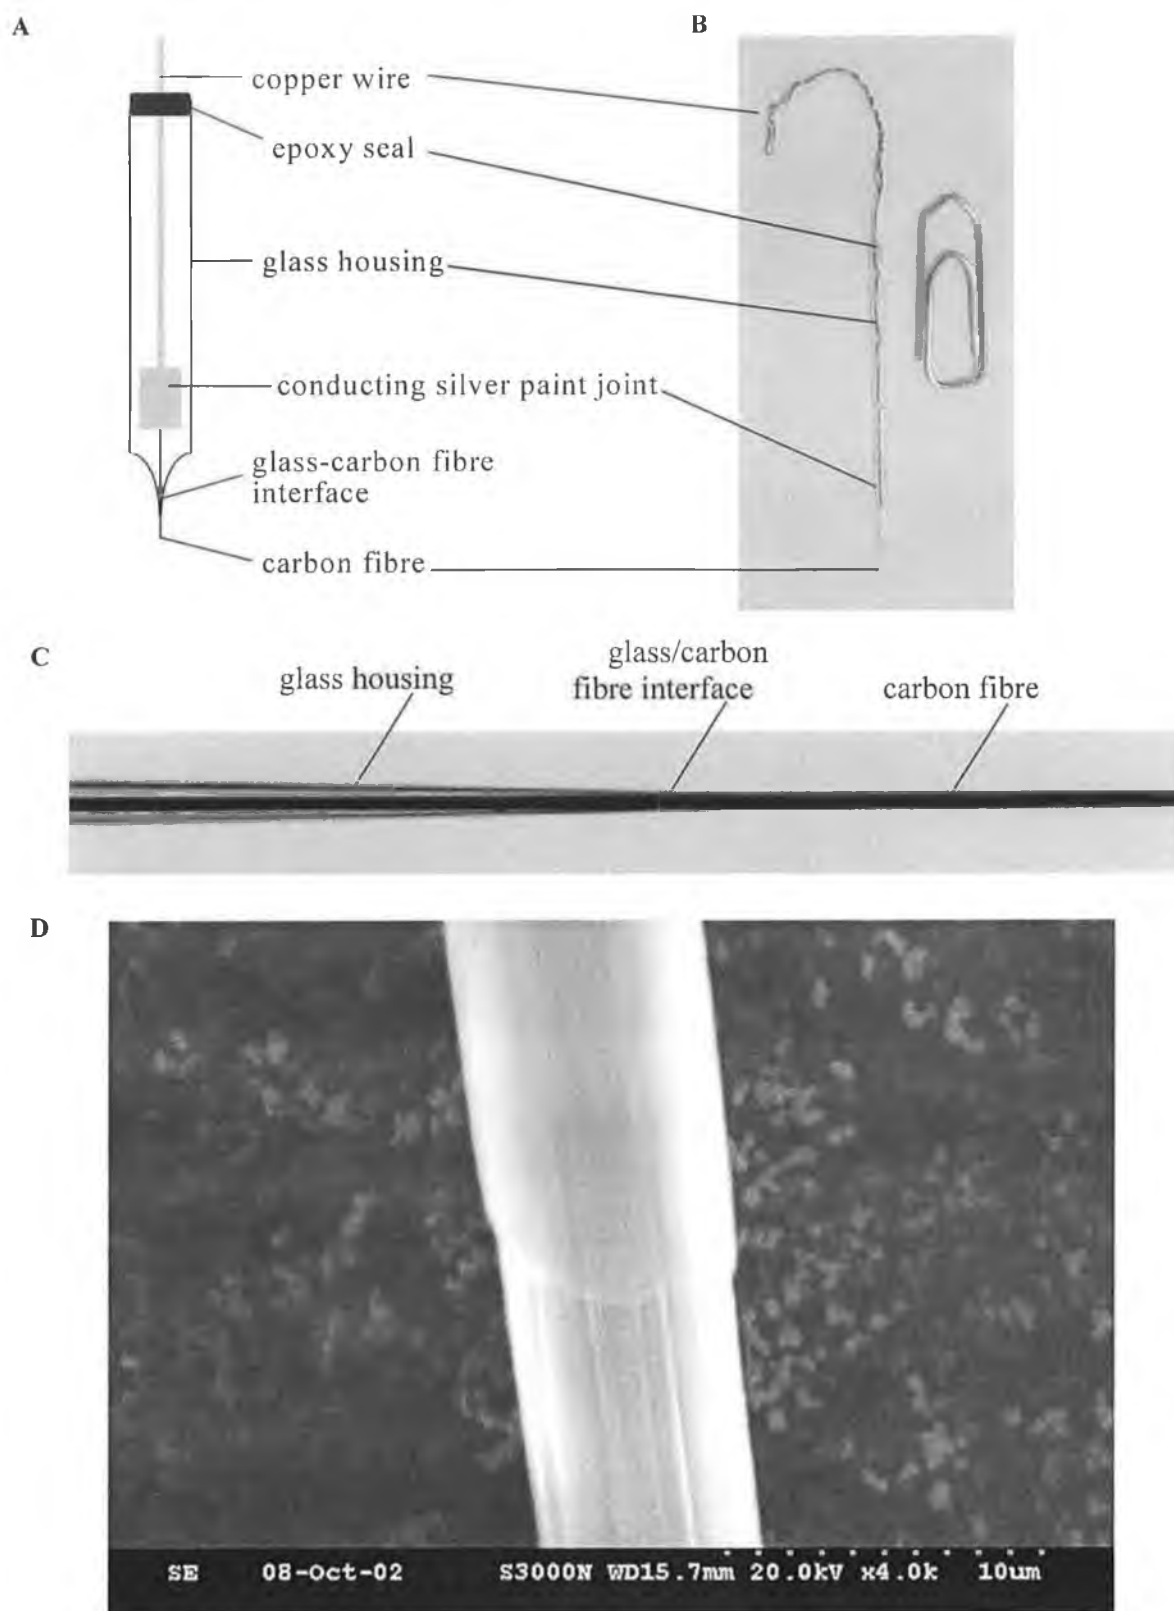 A
B
copper wire
epoxy seal
glass housing
conducting silver paint joint
glass-carbon fibre
interface
carbon fibre
C
glass housing
glass/carbon
fibre interface
carbon fibre
D
SE 08-Oct-02 S3000N WD15.7mm 20.0kV x4.0k 10um